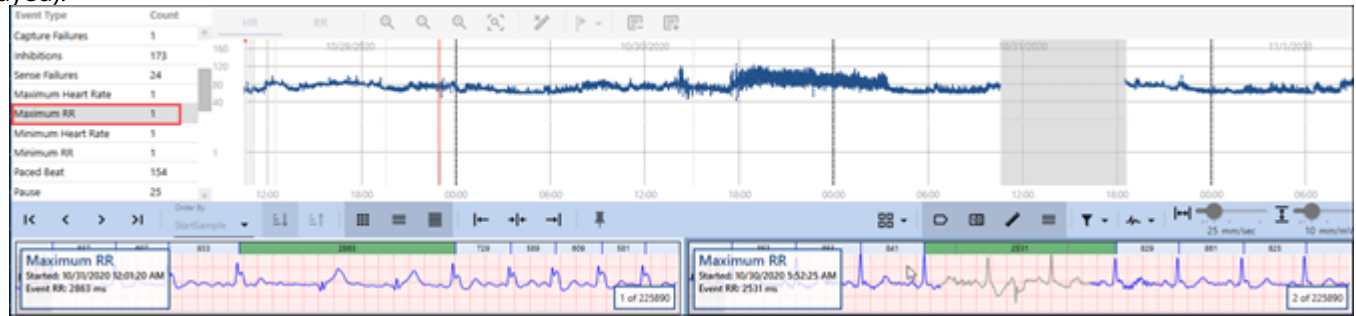 Event Type Count
Capture Failures 1
Inhibitions 173
Sense Failures 24
Maximum Heart Rate 1
Maximum RR 1
Minimum Heart Rate 1
Minimum RR 1
Paced Beat 154
Pause 25
HR RR
10/29/2020 10/30/2020 10/31/2020 11/1/2020
160
120
80
40
1
12:00 18:00 00:00 06:00 12:00 18:00 00:00 06:00 12:00 18:00 00:00 06:00
Order By
StartSample
25 mm/sec 10 mm/mV
933 2863 729 589 609 581
Maximum RR
Started: 10/31/2020 12:01:20 AM
Event RR: 2863 ms
1 of 225890
841 2531 829 861 825
Maximum RR
Started: 10/30/2020 5:52:25 AM
Event RR: 2531 ms
2 of 225890